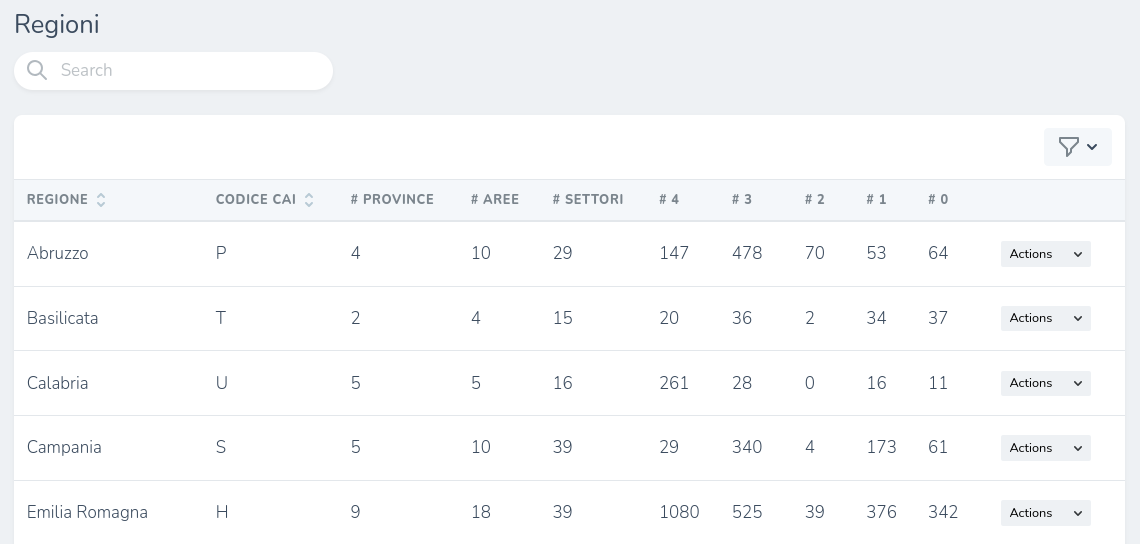 Regioni
Search
REGIONE CODICE CAI # PROVINCE # AREE # SETTORI # 4 # 3 # 2 # 1 # 0
Abruzzo P 4 10 29 147 478 70 53 64 Actions
Basilicata T 2 4 15 20 36 2 34 37 Actions
Calabria U 5 5 16 261 28 0 16 11 Actions
Campania S 5 10 39 29 340 4 173 61 Actions
Emilia Romagna H 9 18 39 1080 525 39 376 342 Actions